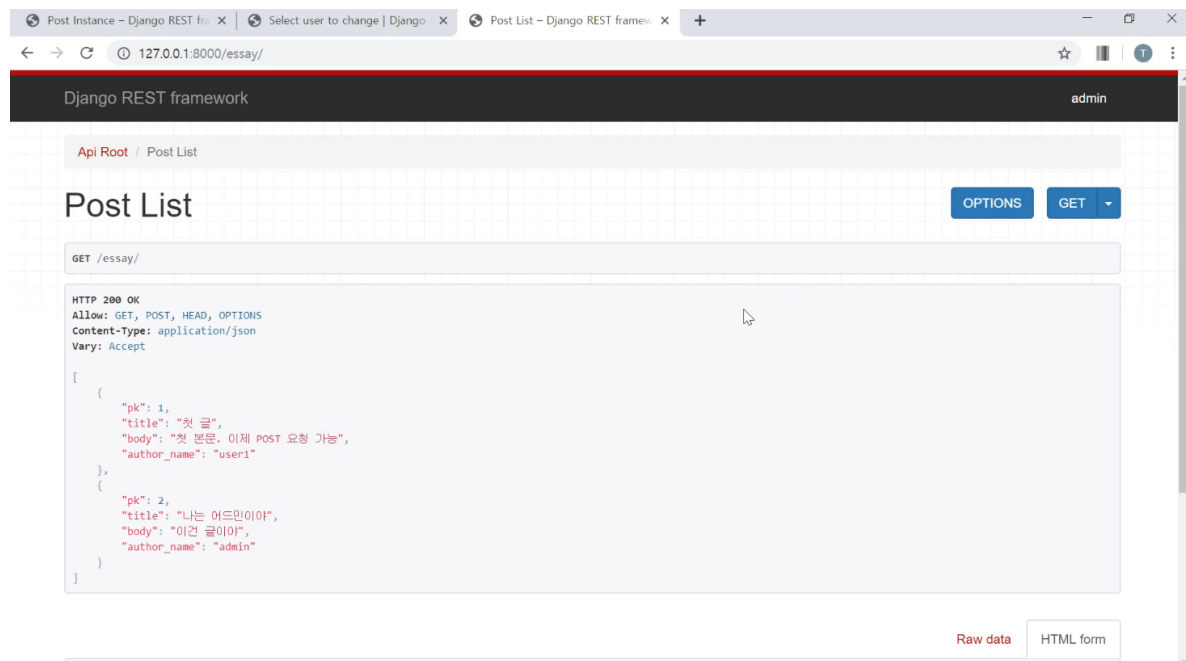 Post Instance – Django REST fra
Select user to change | Django
Post List – Django REST framew
127.0.0.1:8000/essay/
T
Django REST framework
admin
Api Root / Post List
Post List
OPTIONS
GET
GET /essay/
HTTP 200 OK
Allow: GET, POST, HEAD, OPTIONS
Content-Type: application/json
Vary: Accept
[
{
"pk": 1,
"title": "첫 글",
"body": "첫 본문. 이제 POST 요청 가능",
"author_name": "user1"
},
{
"pk": 2,
"title": "나는 어드민이야",
"body": "이건 글이야",
"author_name": "admin"
}
]
Raw data
HTML form